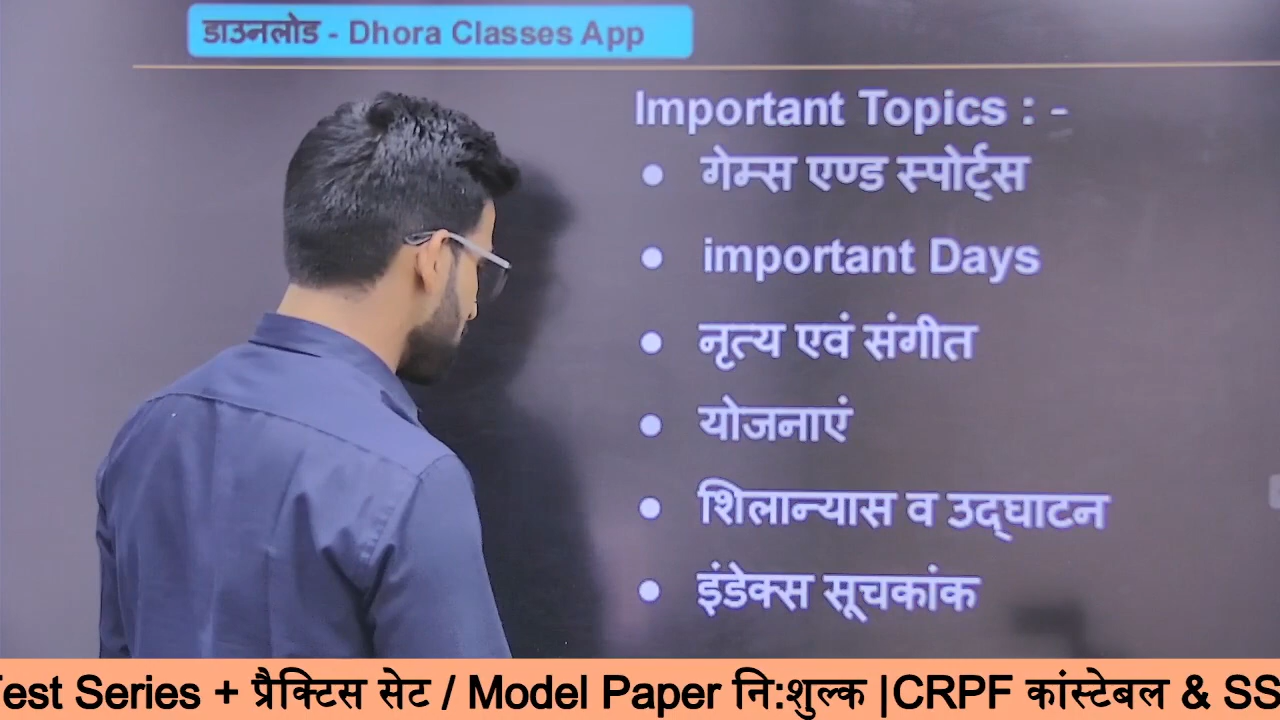 डाउनलोड - Dhora Classes App
Important Topics : -
• गेम्स एण्ड स्पोर्ट्स
• important Days
• नृत्य एवं संगीत
• योजनाएं
• शिलान्यास व उद्घाटन
• इंडेक्स सूचकांक
Test Series + प्रैक्टिस सेट / Model Paper नि:शुल्क |CRPF कांस्टेबल & SS